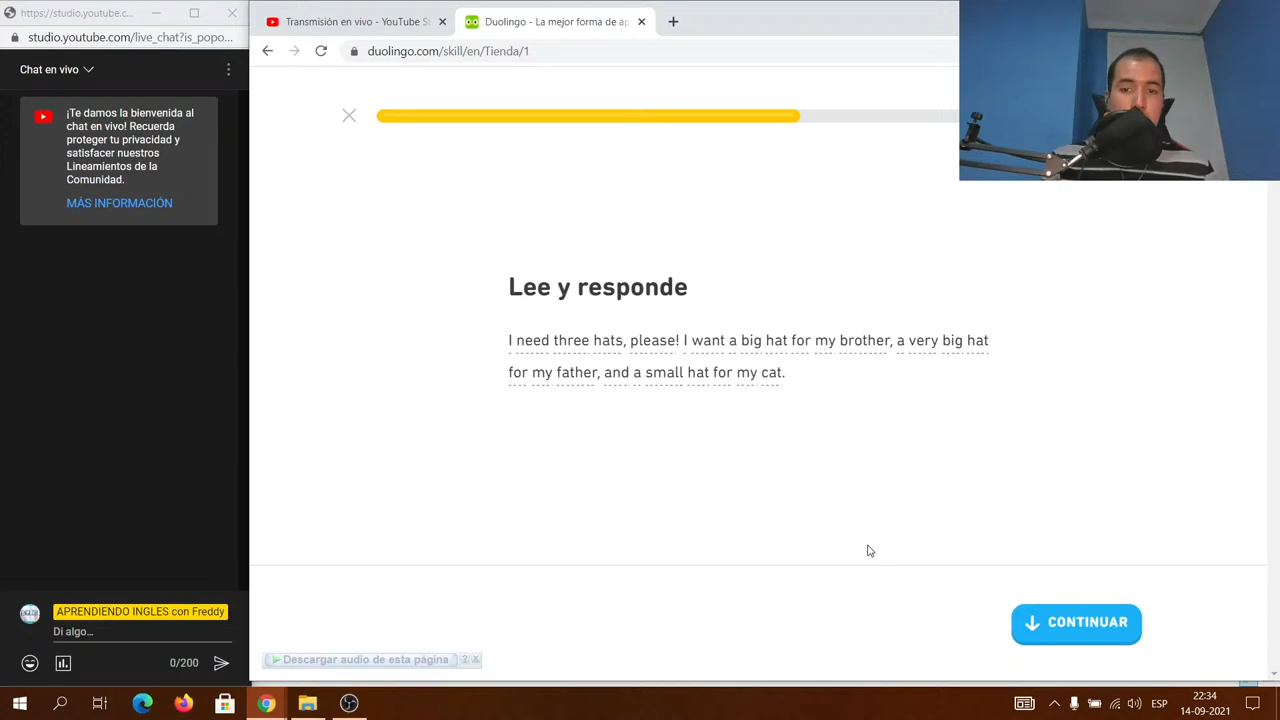 https://studio.youtube.c...
studio.youtube.com/live_chat?is_popo...
Chat en vivo
¡Te damos la bienvenida al
chat en vivo! Recuerda
proteger tu privacidad y
satisfacer nuestros
Lineamientos de la
Comunidad.
MÁS INFORMACIÓN
APRENDIENDO INGLES con Freddy
Di algo...
0/200
Transmisión en vivo - YouTube St
Duolingo - La mejor forma de ap
duolingo.com/skill/en/Tienda/1
Lee y responde
I need three hats, please! I want a big hat for my brother, a very big hat
for my father, and a small hat for my cat.
CONTINUAR
Descargar audio de esta página
?
X
ESP
22:34
14-09-2021